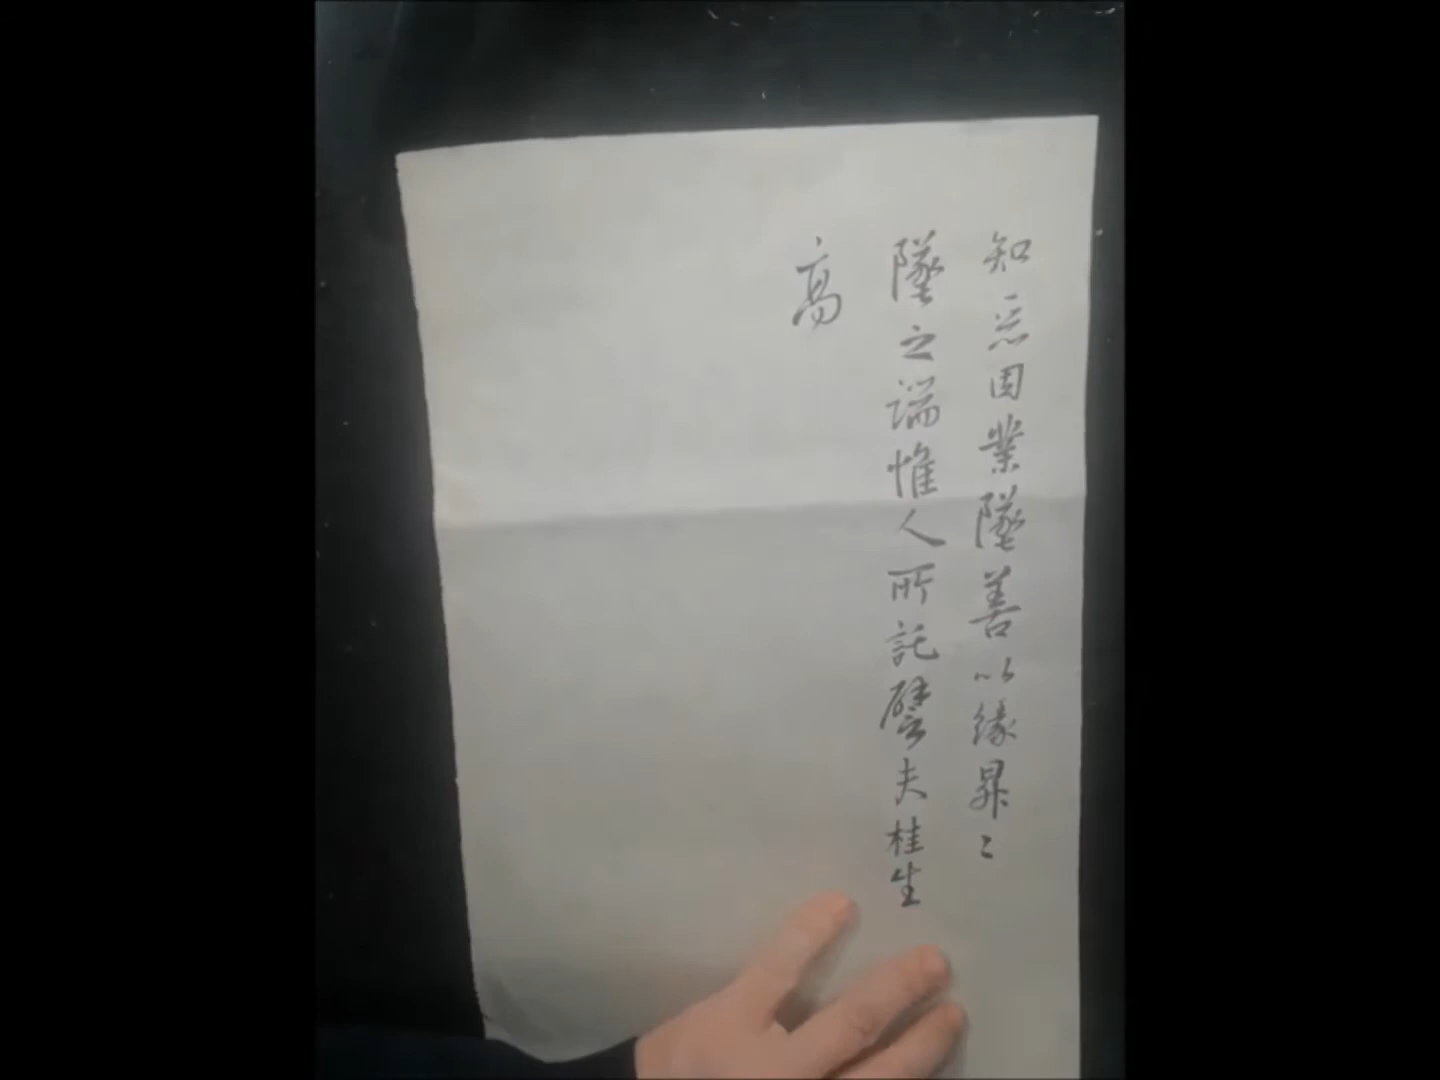 知惡因業墜善以緣昇〻
墜之端惟人所託譬夫桂生
高